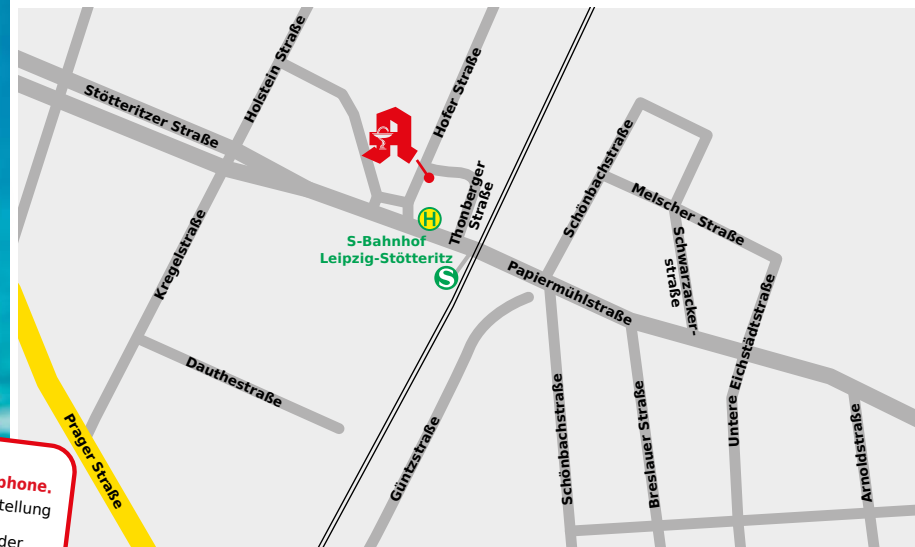 Holstein Straße
Hofer Straße
Stötteritzer Straße
Schönbachstraße
Thonberger
Straße
Melscher Straße
H
S-Bahnhof
Leipzig-Stötteritz
S
Kregelstraße
Schwarzacker-
straße
Papiermühlstraße
Untere Eichstädtstraße
Dauthestraße
Prager Straße
Güntzstraße
Schönbachstraße
Breslauer Straße
Arnoldstraße
phone.
tellung
der